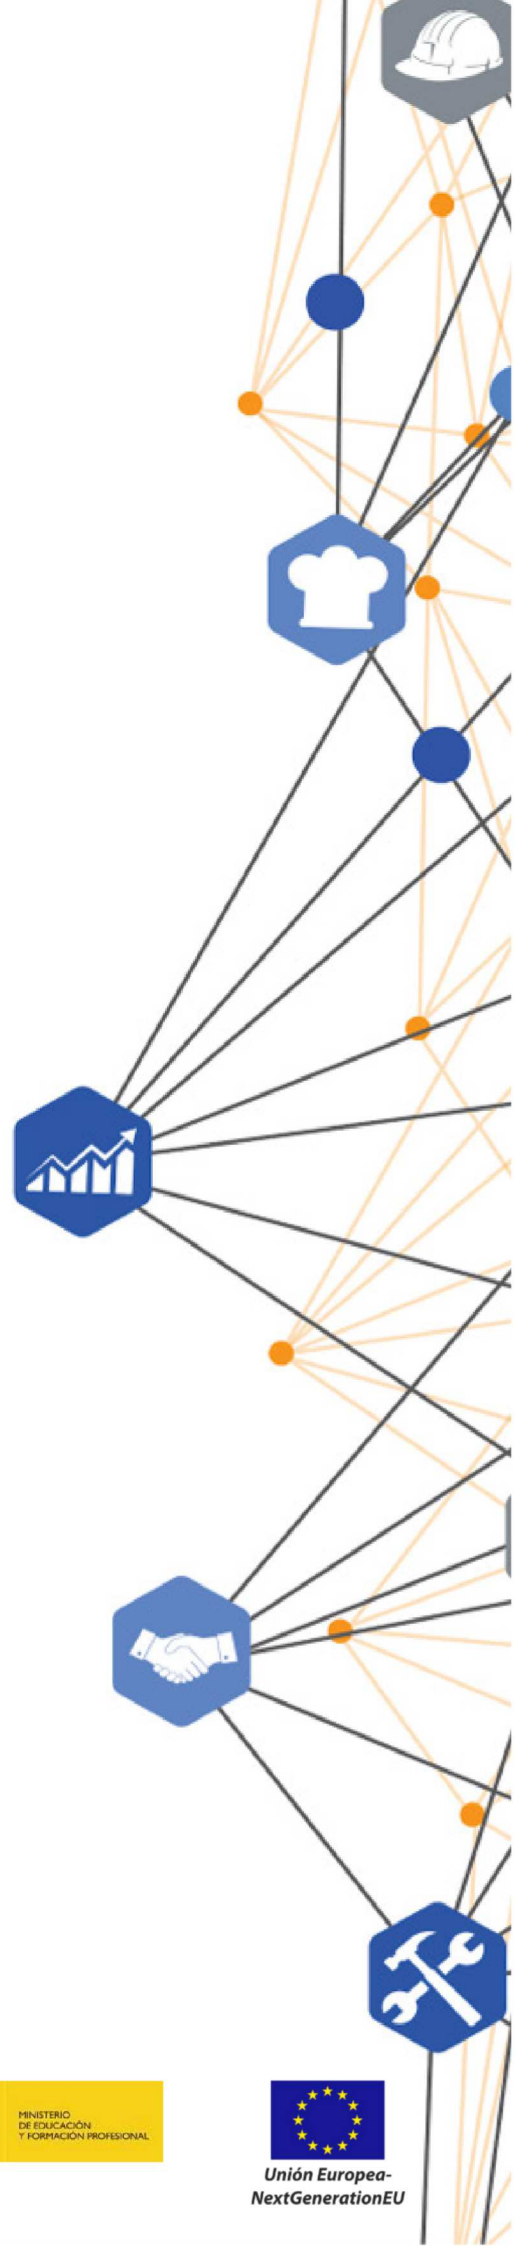 MINISTERIO
DE EDUCACIÓN
Y FORMACIÓN PROFESIONAL
Unión Europea-
NextGenerationEU